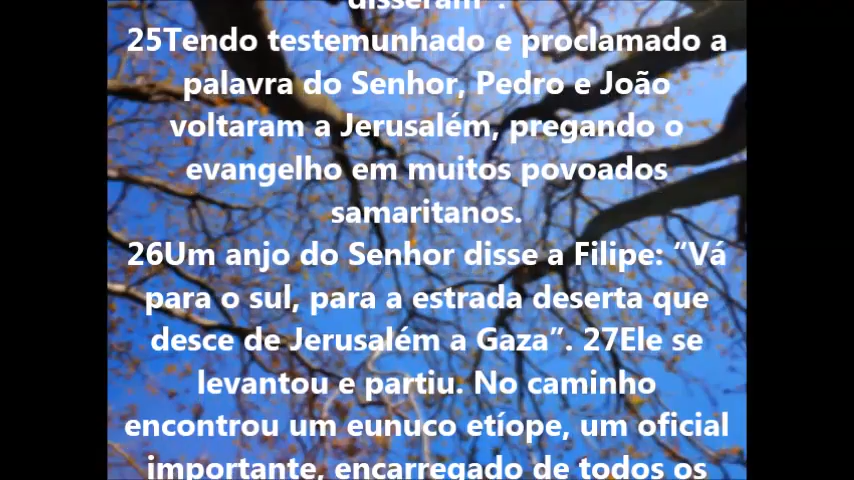 disseram".
25Tendo testemunhado e proclamado a
palavra do Senhor, Pedro e João
voltaram a Jerusalém, pregando o
evangelho em muitos povoados
samaritanos.
26Um anjo do Senhor disse a Filipe: “Vá
para o sul, para a estrada deserta que
desce de Jerusalém a Gaza”. 27Ele se
levantou e partiu. No caminho
encontrou um eunuco etíope, um oficial
importante, encarregado de todos os